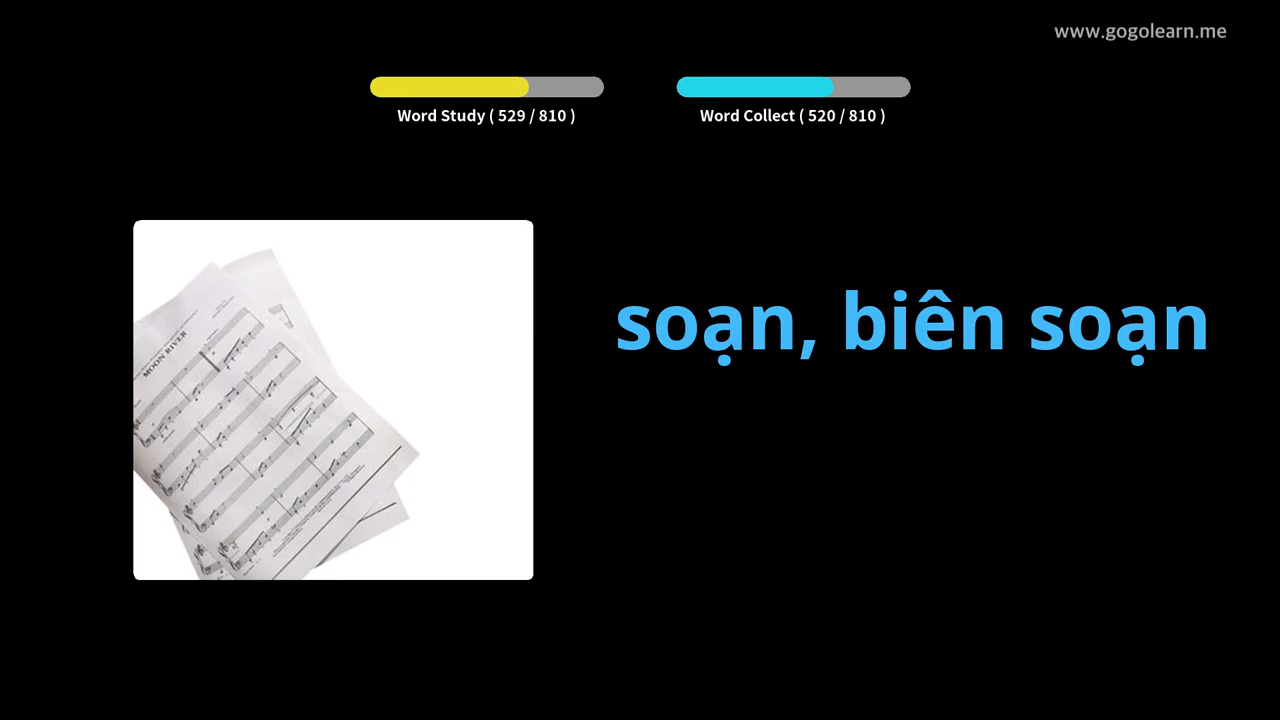 www.gogolearn.me
Word Study ( 529 / 810 )
Word Collect ( 520 / 810 )
soạn, biên soạn
MOON RIVER